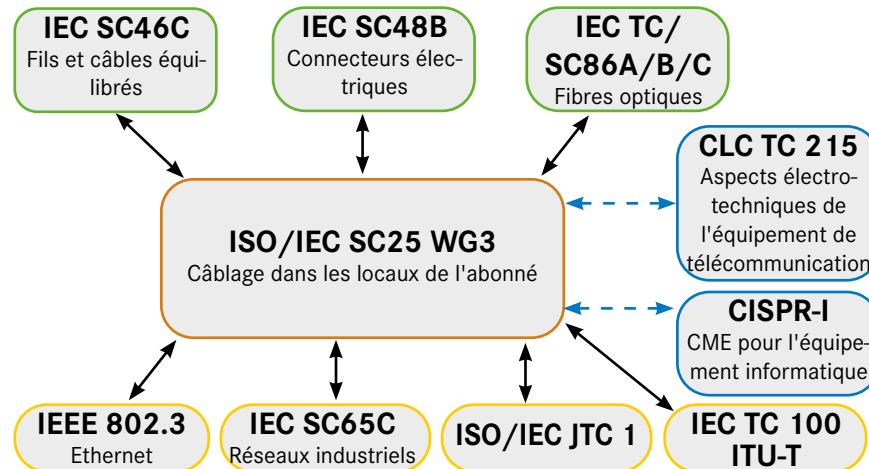 IEC SC46C
Fils et câbles équi-
librés
IEC SC48B
Connecteurs élec-
triques
IEC TC/
SC86A/B/C
Fibres optiques
CLC TC 215
Aspects électro-
techniques de
l'équipement de
télécommunication
ISO/IEC SC25 WG3
Câblage dans les locaux de l'abonné
CISPR-I
CME pour l'équipe-
ment informatique
IEEE 802.3
Ethernet
IEC SC65C
Réseaux industriels
ISO/IEC JTC 1
IEC TC 100
ITU-T